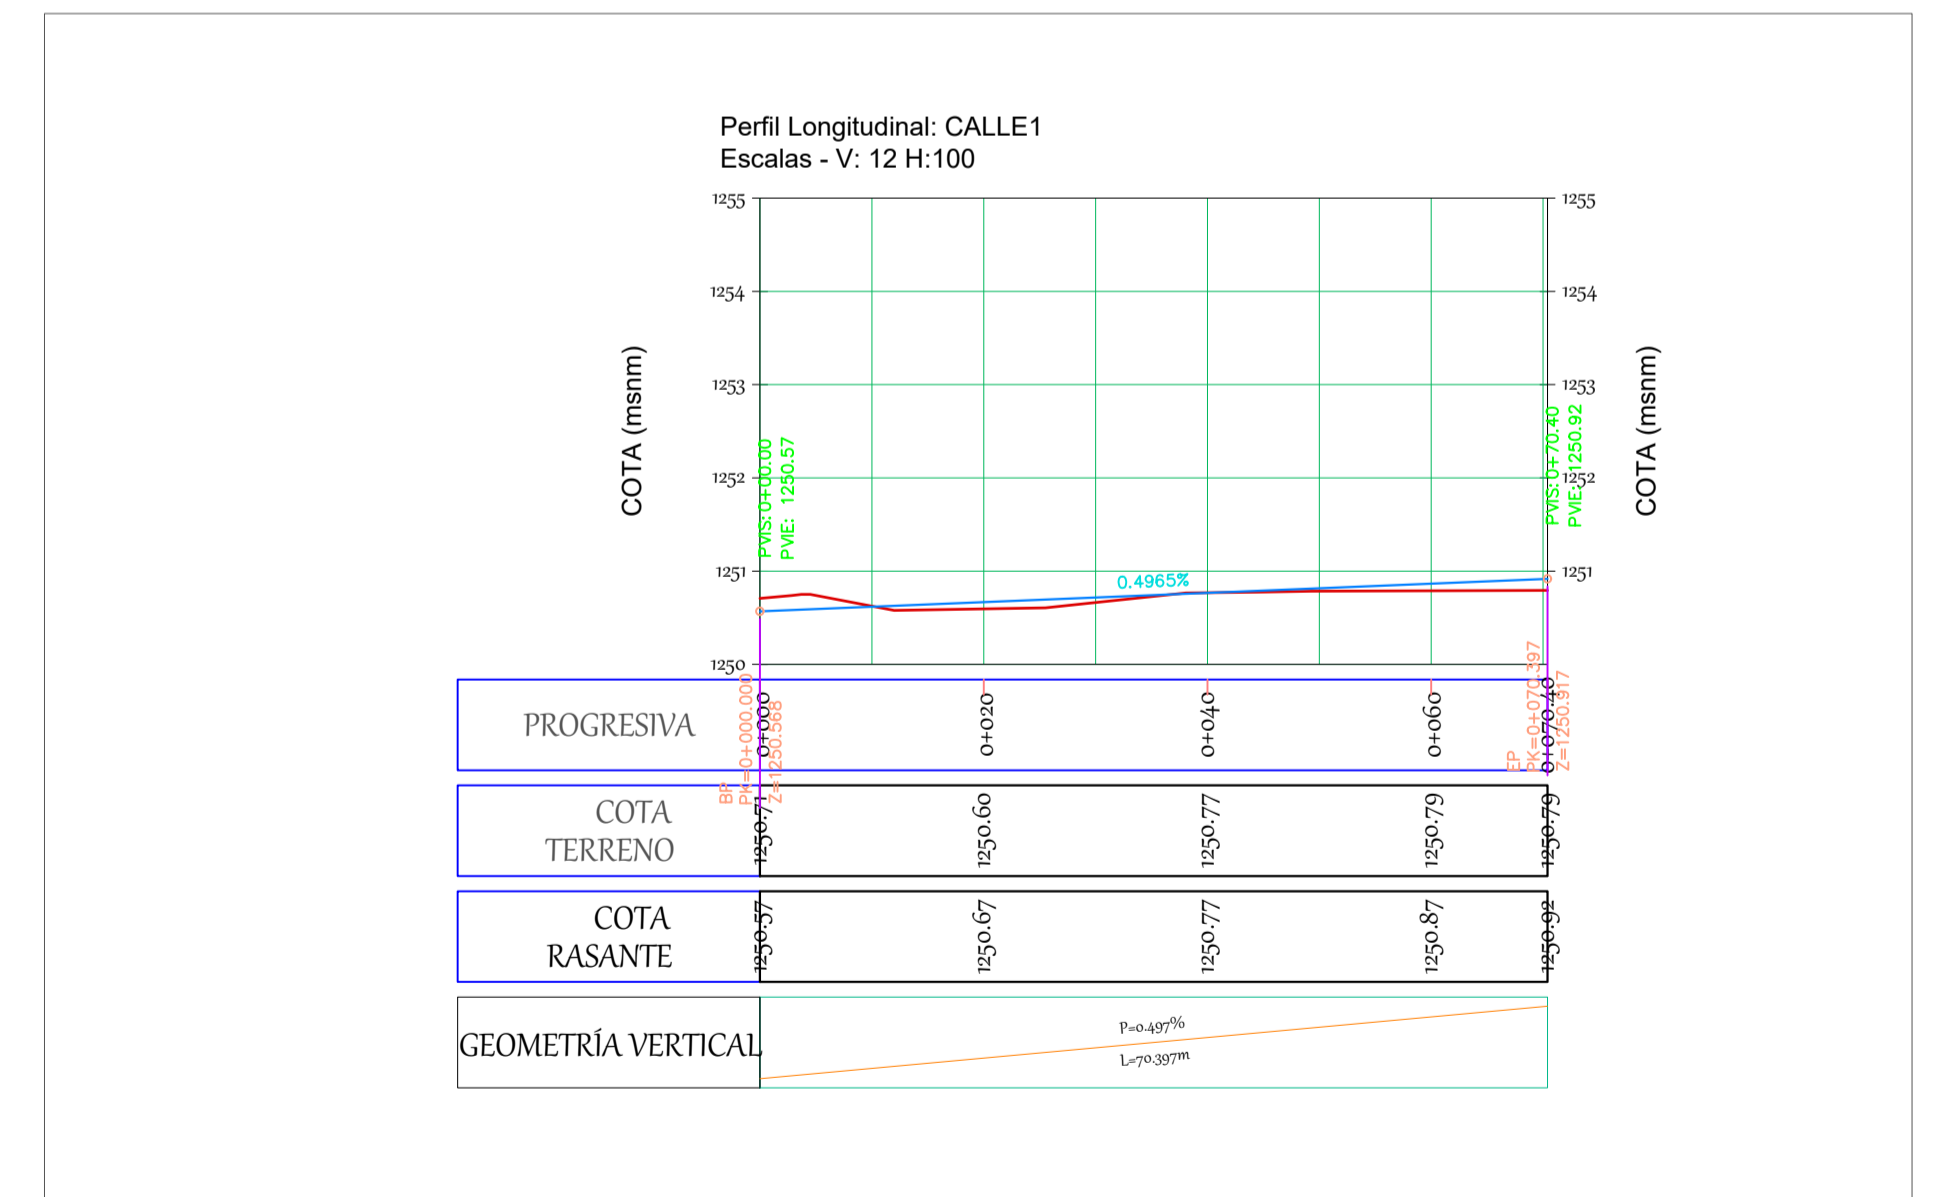 Perfil Longitudinal: CALLE1
Escalas - V: 12 H:100
1255
1254
1253
1252
1251
1250
COTA (msnm)
PVIS: 0+00.00
PVIE: 1250.57
0.4965%
PVIS: 0+70.40
PVIE: 1250.92
1255
1254
1253
1252
1251
COTA (msnm)
BP
PK=0+000.000
Z=1250.568
EP
PK=0+070.397
Z=1250.917
PROGRESIVA
0+000
0+020
0+040
0+060
0+070.40
COTA
TERRENO
1250.71
1250.60
1250.77
1250.79
1250.79
COTA
RASANTE
1250.57
1250.67
1250.77
1250.87
1250.92
GEOMETRÍA VERTICAL
P=0.497%
L=70.397m